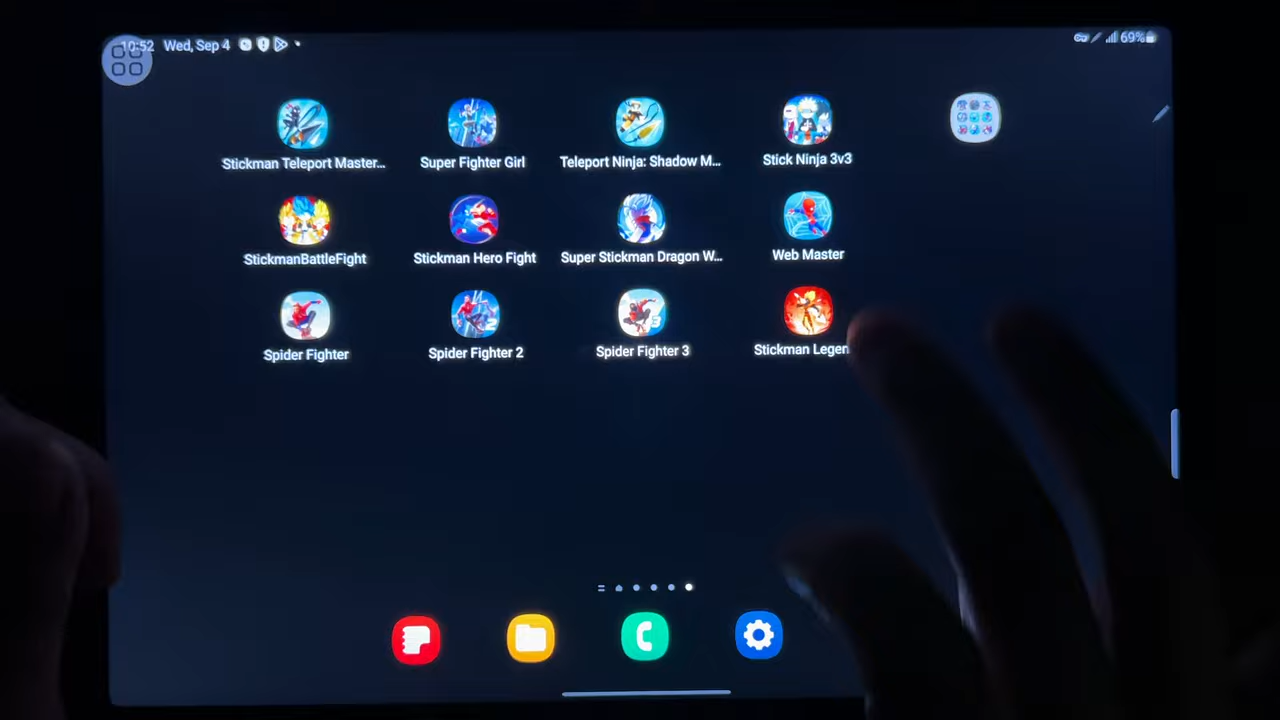 10:52 Wed, Sep 4
69%
Stickman Teleport Master...
Super Fighter Girl
Teleport Ninja: Shadow M...
Stick Ninja 3v3
StickmanBattleFight
Stickman Hero Fight
Super Stickman Dragon W...
Web Master
Spider Fighter
Spider Fighter 2
Spider Fighter 3
Stickman Legen